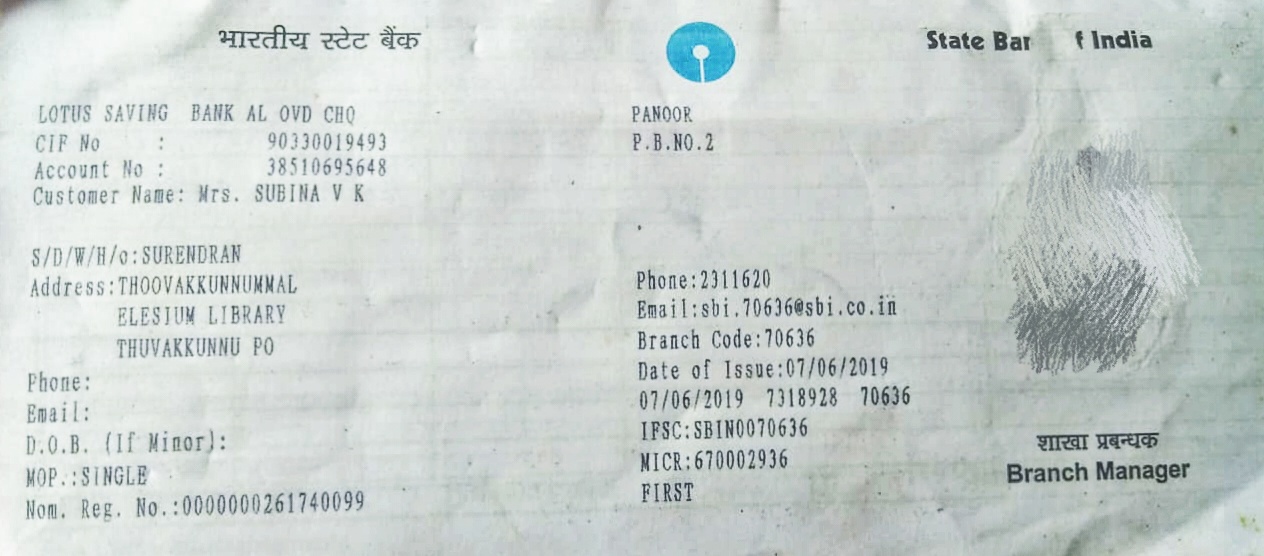 भारतीय स्टेट बैंक
State Ban f India
LOTUS SAVING BANK AL OVD CHQ
CIF No : 90330019493
Account No : 38510695648
Customer Name: Mrs. SUBINA V K
S/D/W/H/o:SURENDRAN
Address:THOOVAKKUNNUMMAL
ELESIUM LIBRARY
THUVAKKUNNU PO
Phone:
Email:
D.O.B. (If Minor):
MOP.:SINGLE
Nom. Reg. No.:0000000261740099
PANOOR
P.B.NO.2
Phone:2311620
Email:sbi.70636@sbi.co.in
Branch Code:70636
Date of Issue:07/06/2019
07/06/2019 7318928 70636
IFSC:SBIN0070636
MICR:670002936
FIRST
शाखा प्रबन्धक
Branch Manager